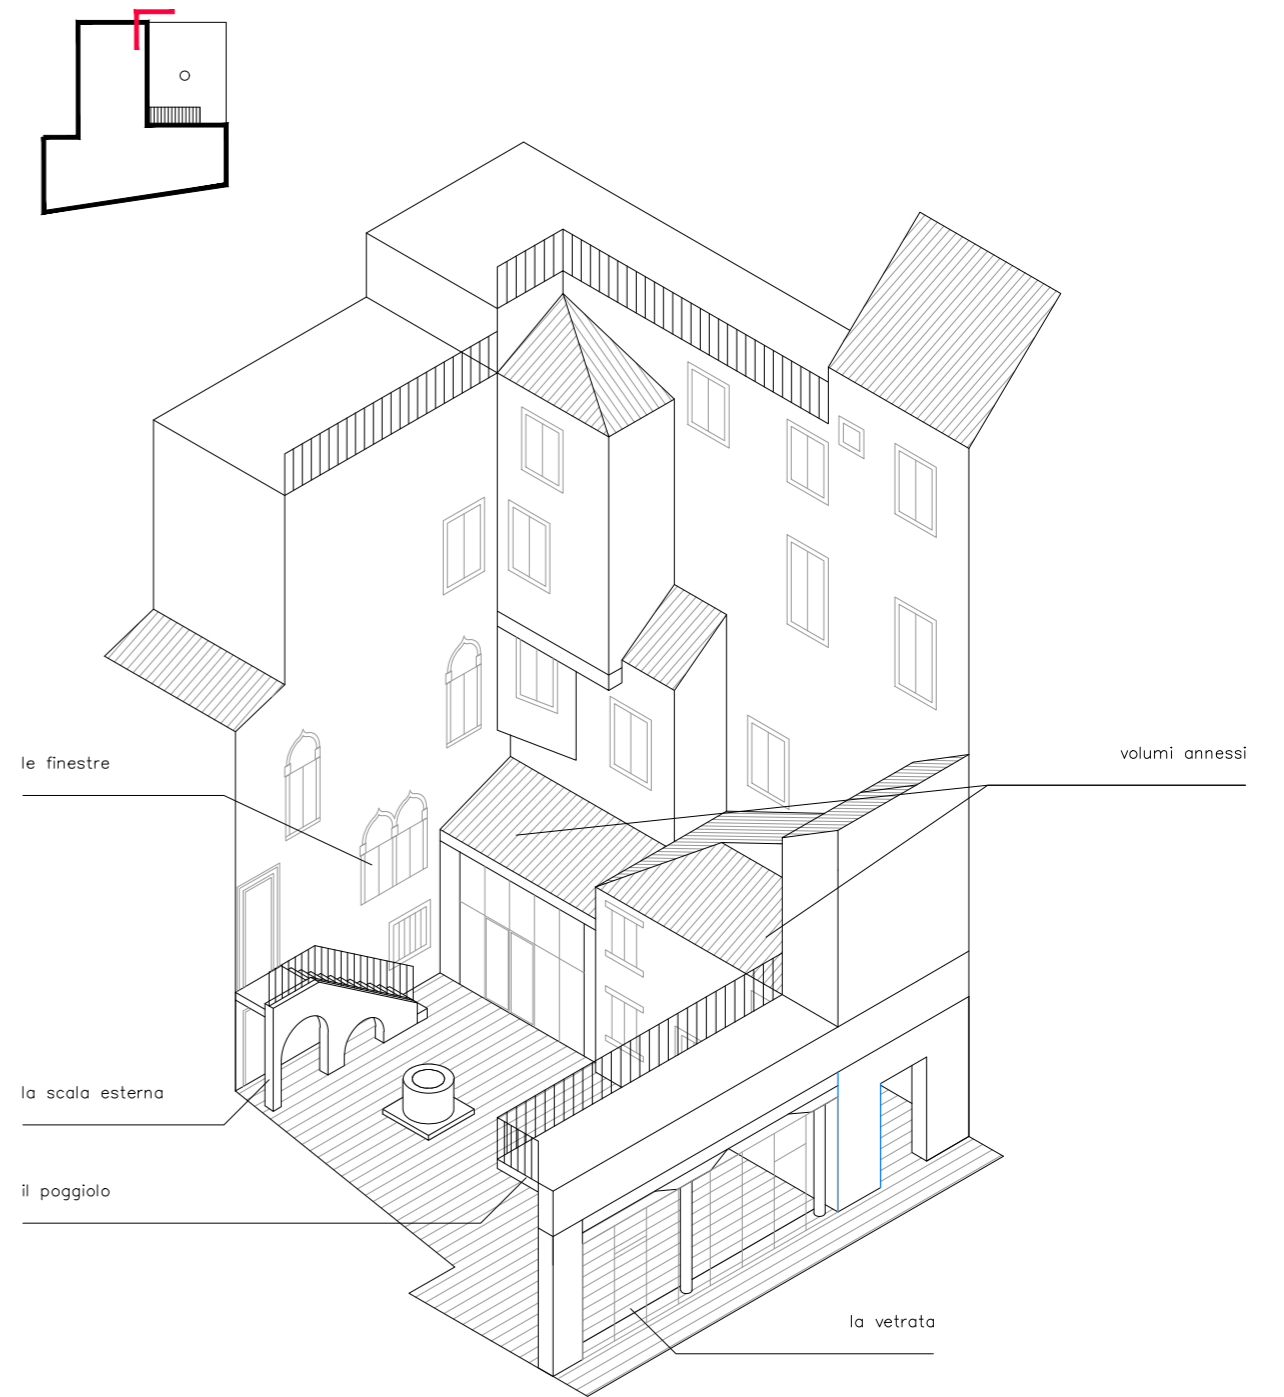 le finestre
volumi annessi
la scala esterna
il poggiolo
la vetrata